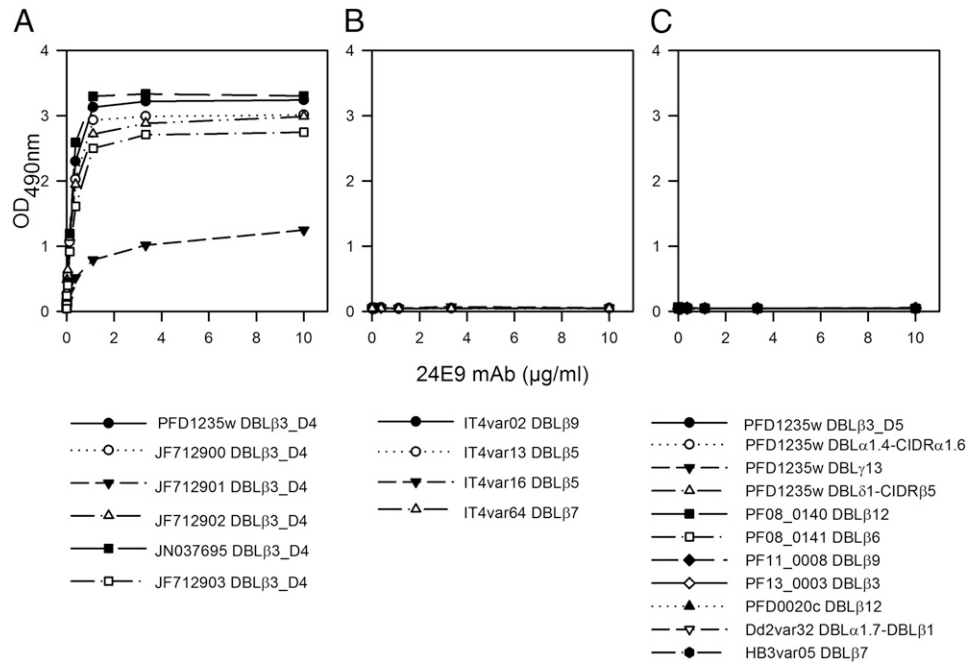 A
B
C
4
3
2
1
0
0 2 4 6 8 10
4
3
2
1
0
0 2 4 6 8 10
4
3
2
1
0
0 2 4 6 8 10
OD490nm
24E9 mAb (µg/ml)
PFD1235w DBLβ3_D4
JF712900 DBLβ3_D4
JF712901 DBLβ3_D4
JF712902 DBLβ3_D4
JN037695 DBLβ3_D4
JF712903 DBLβ3_D4
IT4var02 DBLβ9
IT4var13 DBLβ5
IT4var16 DBLβ5
IT4var64 DBLβ7
PFD1235w DBLβ3_D5
PFD1235w DBLα1.4-CIDRα1.6
PFD1235w DBLγ13
PFD1235w DBLδ1-CIDRβ5
PF08_0140 DBLβ12
PF08_0141 DBLβ6
PF11_0008 DBLβ9
PF13_0003 DBLβ3
PFD0020c DBLβ12
Dd2var32 DBLα1.7-DBLβ1
HB3var05 DBLβ7